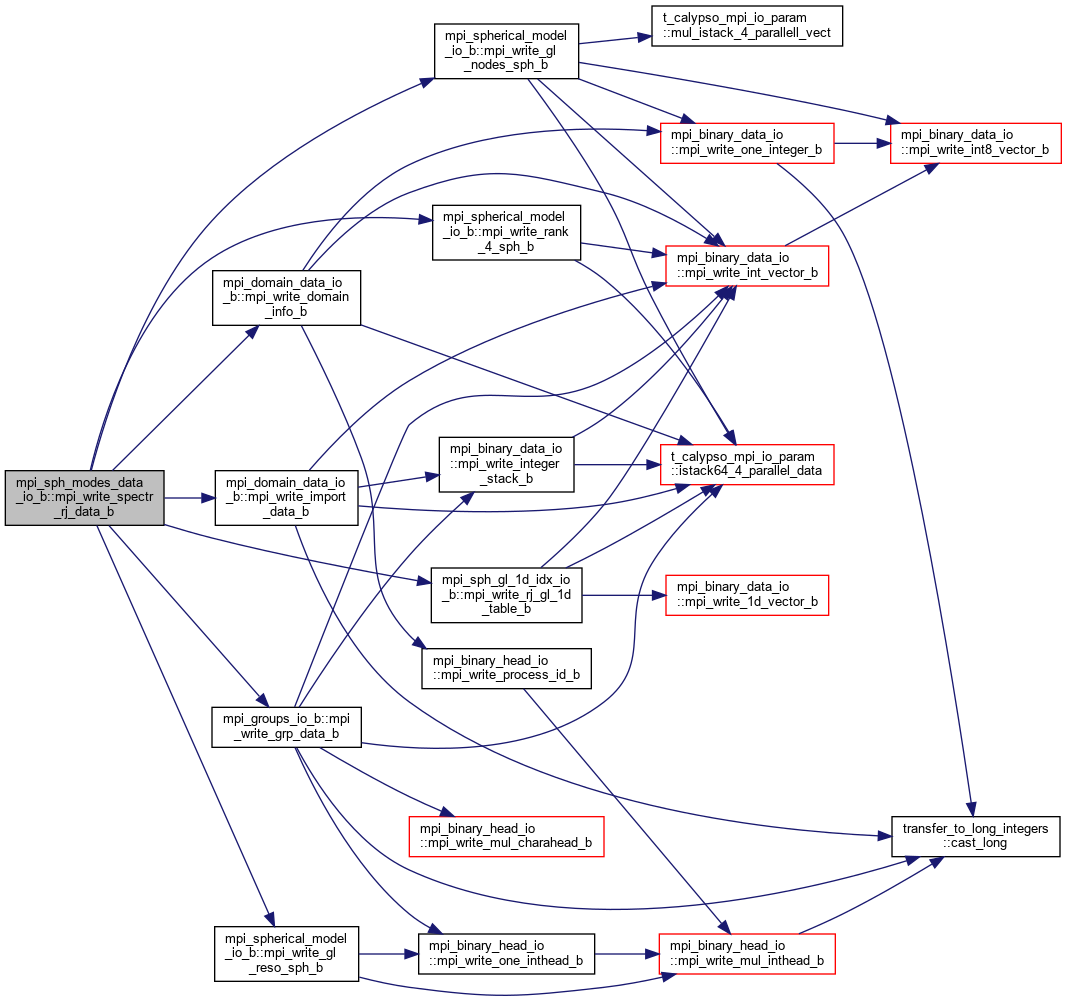 mpi_spherical_model
_io_b::mpi_write_gl
_nodes_sph_b
t_calypso_mpi_io_param
::mul_istack_4_parallell_vect
mpi_binary_data_io
::mpi_write_one_integer_b
mpi_binary_data_io
::mpi_write_int8_vector_b
mpi_spherical_model
_io_b::mpi_write_rank
_4_sph_b
mpi_binary_data_io
::mpi_write_int_vector_b
mpi_domain_data_io
_b::mpi_write_domain
_info_b
mpi_binary_data_io
::mpi_write_integer
_stack_b
t_calypso_mpi_io_param
::istack64_4_parallel_data
mpi_sph_modes_data
_io_b::mpi_write_spectr
_rj_data_b
mpi_domain_data_io
_b::mpi_write_import
_data_b
mpi_sph_gl_1d_idx_io
_b::mpi_write_rj_gl_1d
_table_b
mpi_binary_data_io
::mpi_write_1d_vector_b
mpi_binary_head_io
::mpi_write_process_id_b
mpi_groups_io_b::mpi
_write_grp_data_b
mpi_binary_head_io
::mpi_write_mul_charahead_b
transfer_to_long_integers
::cast_long
mpi_spherical_model
_io_b::mpi_write_gl
_reso_sph_b
mpi_binary_head_io
::mpi_write_one_inthead_b
mpi_binary_head_io
::mpi_write_mul_inthead_b